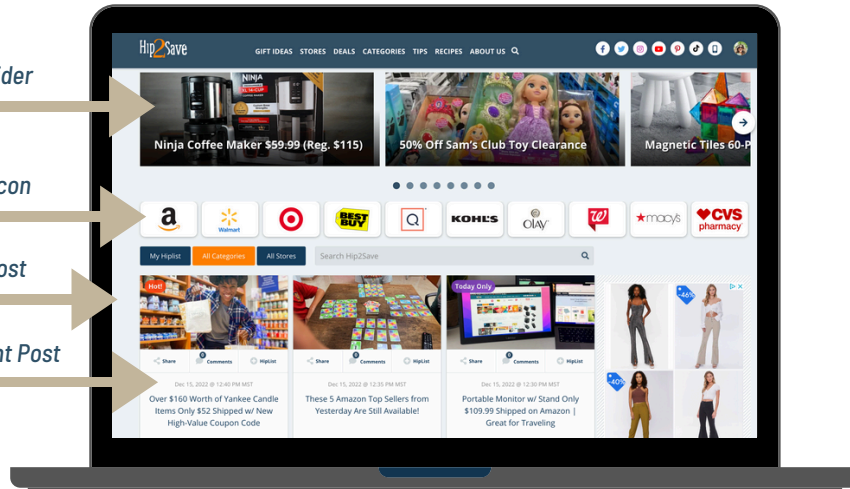 Hip2Save
GIFT IDEAS STORES DEALS CATEGORIES TIPS RECIPES ABOUT US
ider
NINJA
XL 14-CUP
Ninja Coffee Maker $59.99 (Reg. $115)
50% Off Sam's Club Toy Clearance
Magnetic Tiles 60-P
con
a
Walmart
BEST BUY
Q
KOHL'S
OLAY
W
macy's
CVS pharmacy
My Hiplist All Categories All Stores Search Hip2Save
ost
Hot!
Today Only
-46%
-40%
nt Post
Share 0 Comments HipList
Share Comments HipList
Share 0 Comments HipList
Dec 15, 2022 @ 12:40 PM MST
Over $160 Worth of Yankee Candle
Items Only $52 Shipped w/ New
High-Value Coupon Code
Dec 15, 2022 @ 12:35 PM MST
These 5 Amazon Top Sellers from
Yesterday Are Still Available!
Dec 15, 2022 @ 12:30 PM MST
Portable Monitor w/ Stand Only
$109.99 Shipped on Amazon |
Great for Traveling